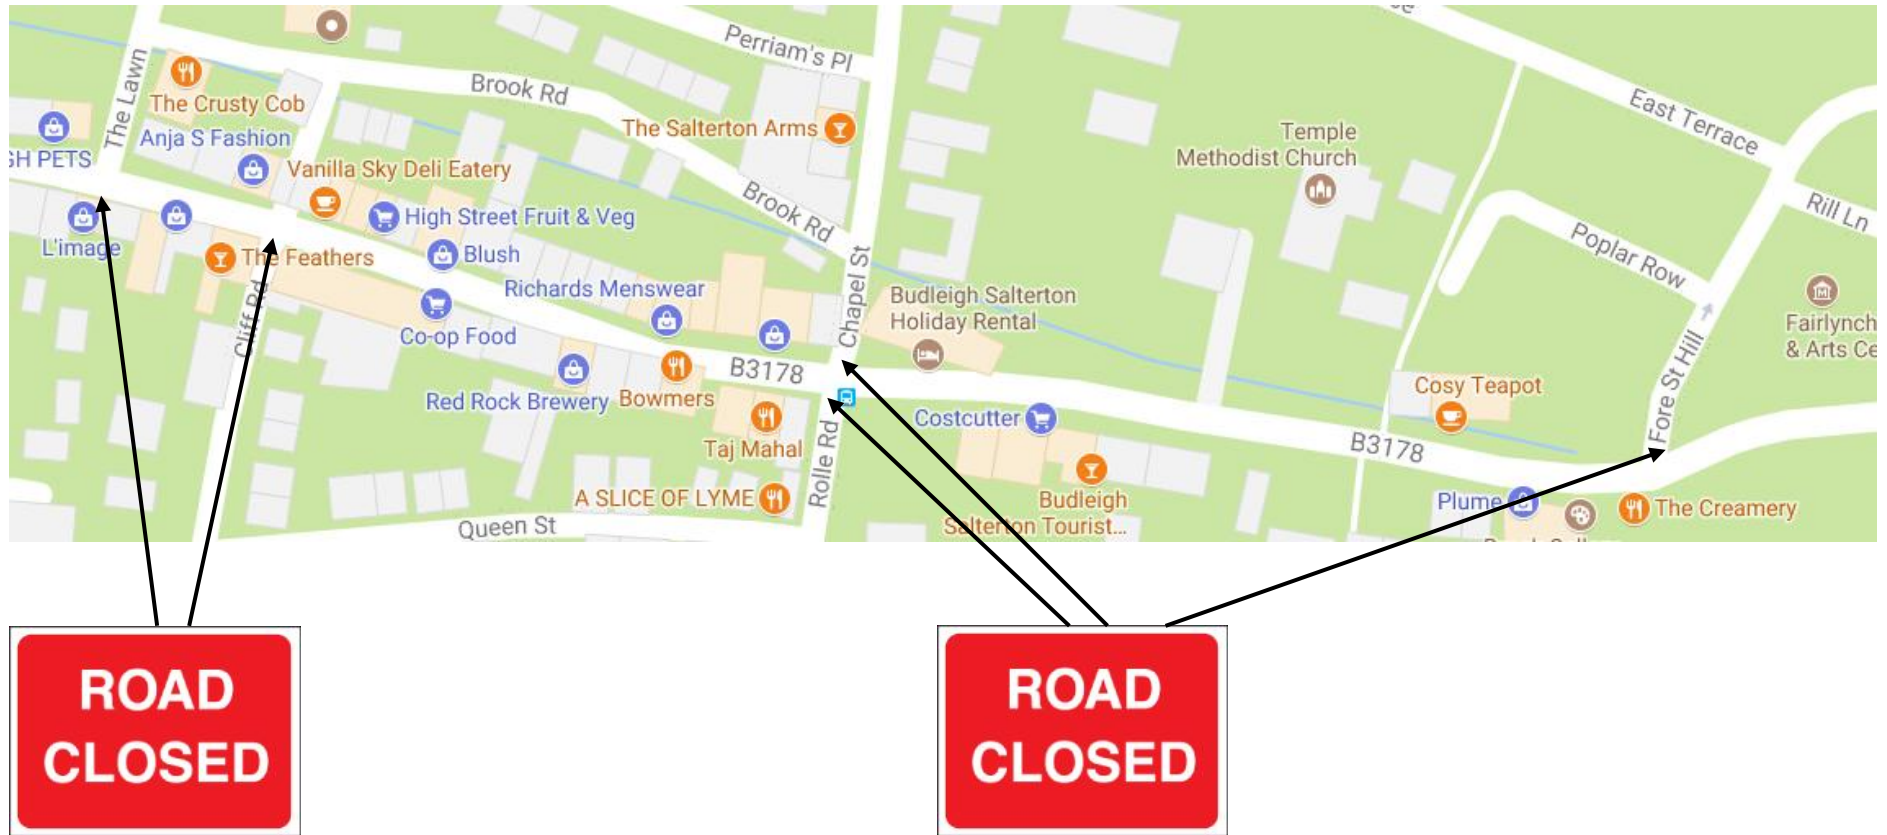 Perriam's Pl
The Lawn
The Crusty Cob
Brook Rd
East Terrace
GH PETS
Anja S Fashion
The Salterton Arms
Temple
Methodist Church
Vanilla Sky Deli Eatery
Brook Rd
Rill Ln
L'image
High Street Fruit & Veg
Poplar Row
The Feathers
Blush
Chapel St
Richards Menswear
Budleigh Salterton
Holiday Rental
Cliff Rd
Co-op Food
Fairlynch
& Arts Ce
B3178
Fore St Hill
Cosy Teapot
Red Rock Brewery
Bowmers
Costcutter
B3178
Taj Mahal
Rolle Rd
A SLICE OF LYME
Budleigh
Salterton Tourist...
Plume
The Creamery
Queen St
ROAD
CLOSED
ROAD
CLOSED